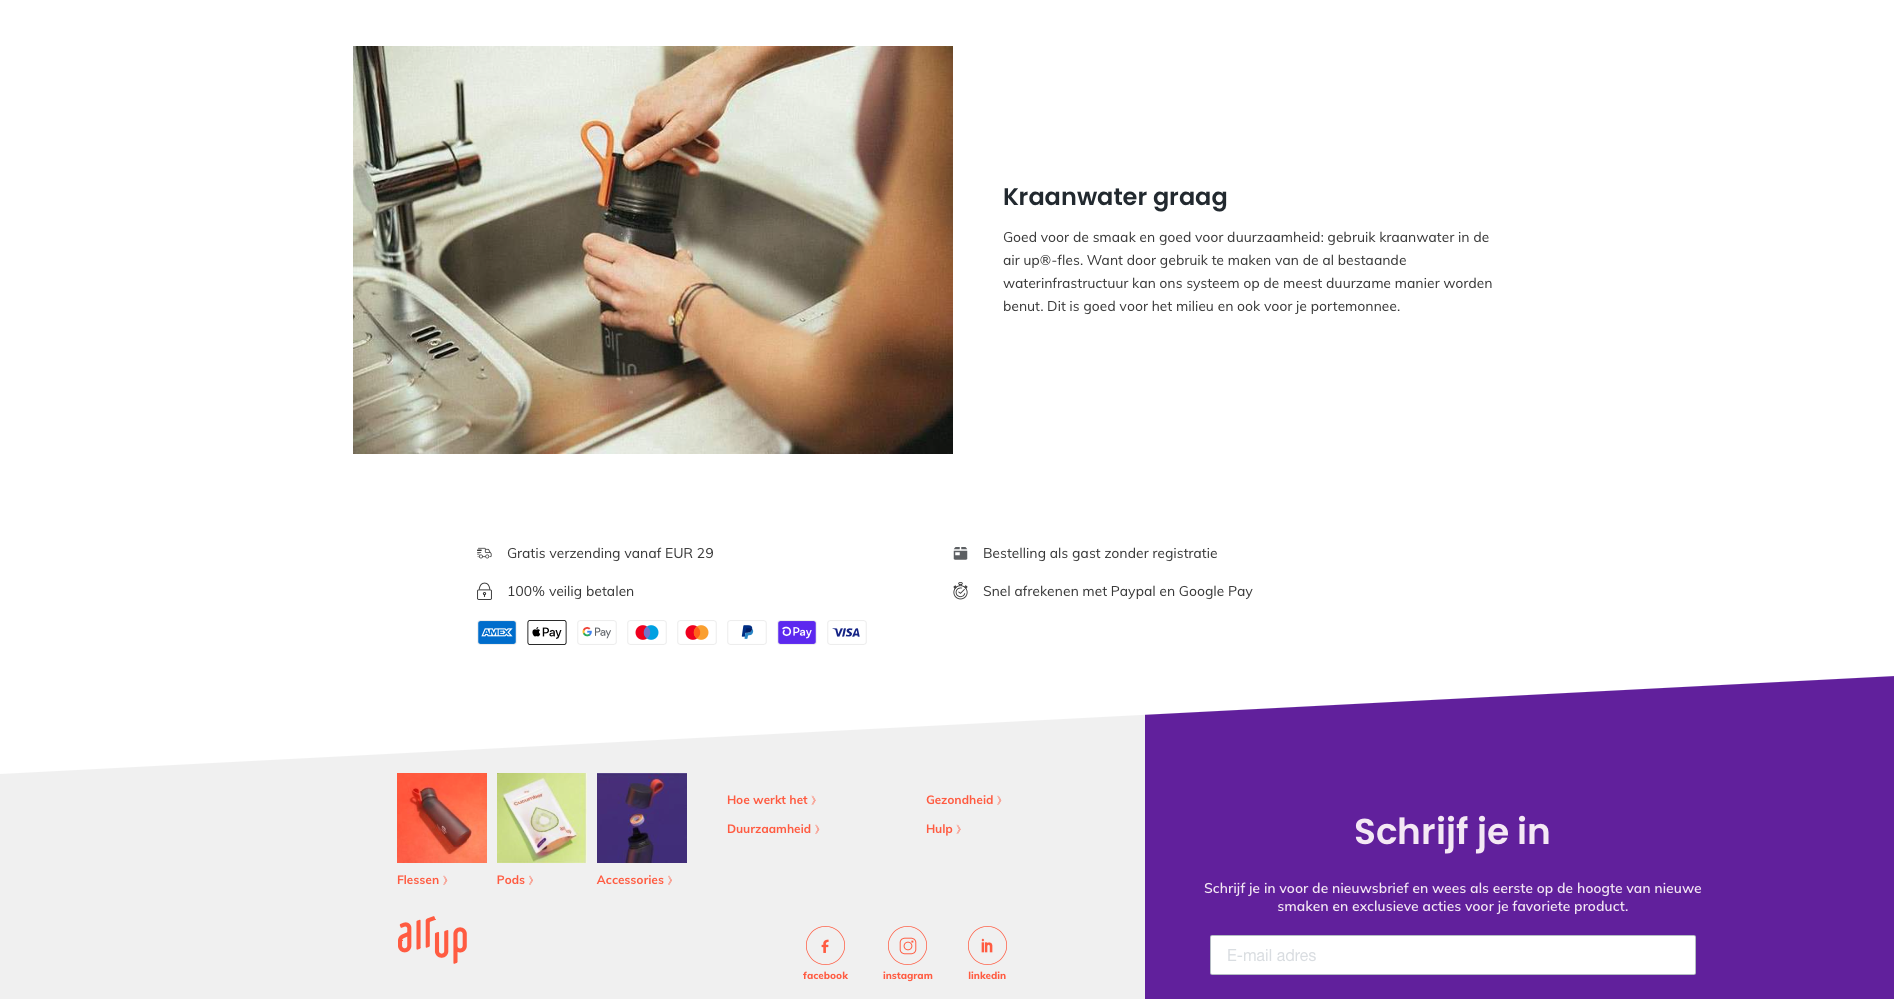 Kraanwater graag
Goed voor de smaak en goed voor duurzaamheid: gebruik kraanwater in de
air up®-fles. Want door gebruik te maken van de al bestaande
waterinfrastructuur kan ons systeem op de meest duurzame manier worden
benut. Dit is goed voor het milieu en ook voor je portemonnee.
air up
Gratis verzending vanaf EUR 29
Bestelling als gast zonder registratie
100% veilig betalen
Snel afrekenen met Paypal en Google Pay
AMEX Pay G Pay Pay VISA
Hoe werkt het
Gezondheid
Duurzaamheid
Hulp
Cucumber
Flessen
Pods
Accessories
air up
facebook
instagram
linkedin
Schrijf je in
Schrijf je in voor de nieuwsbrief en wees als eerste op de hoogte van nieuwe
smaken en exclusieve acties voor je favoriete product.
E-mail adres